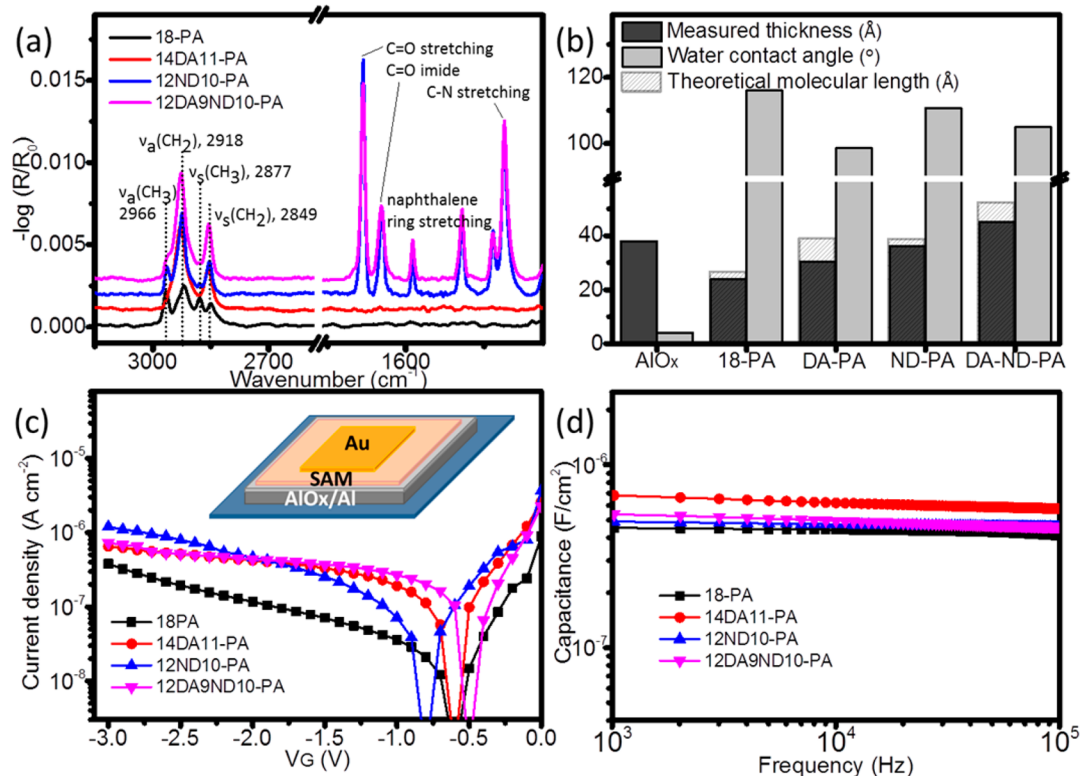 (a)
18-PA
14DA11-PA
12ND10-PA
12DA9ND10-PA
C=O stretching
C=O imide
C-N stretching
νa(CH2), 2918
νs(CH3), 2877
νa(CH3)
2966
νs(CH2), 2849
naphthalene
ring stretching
-log (R/R0)
0.015
0.010
0.005
0.000
3000 2700 1600
Wavenumber (cm-1)
(b)
Measured thickness (Å)
Water contact angle (°)
Theoretical molecular length (Å)
120
100
40
20
0
AlOx 18-PA DA-PA ND-PA DA-ND-PA
(c)
Au
SAM
AlOx/Al
Current density (A cm-2)
10-5
10-6
10-7
10-8
18PA
14DA11-PA
12ND10-PA
12DA9ND10-PA
-3.0 -2.5 -2.0 -1.5 -1.0 -0.5 0.0
VG (V)
(d)
Capacitance (F/cm2)
10-6
10-7
18-PA
14DA11-PA
12ND10-PA
12DA9ND10-PA
103 104 105
Frequency (Hz)